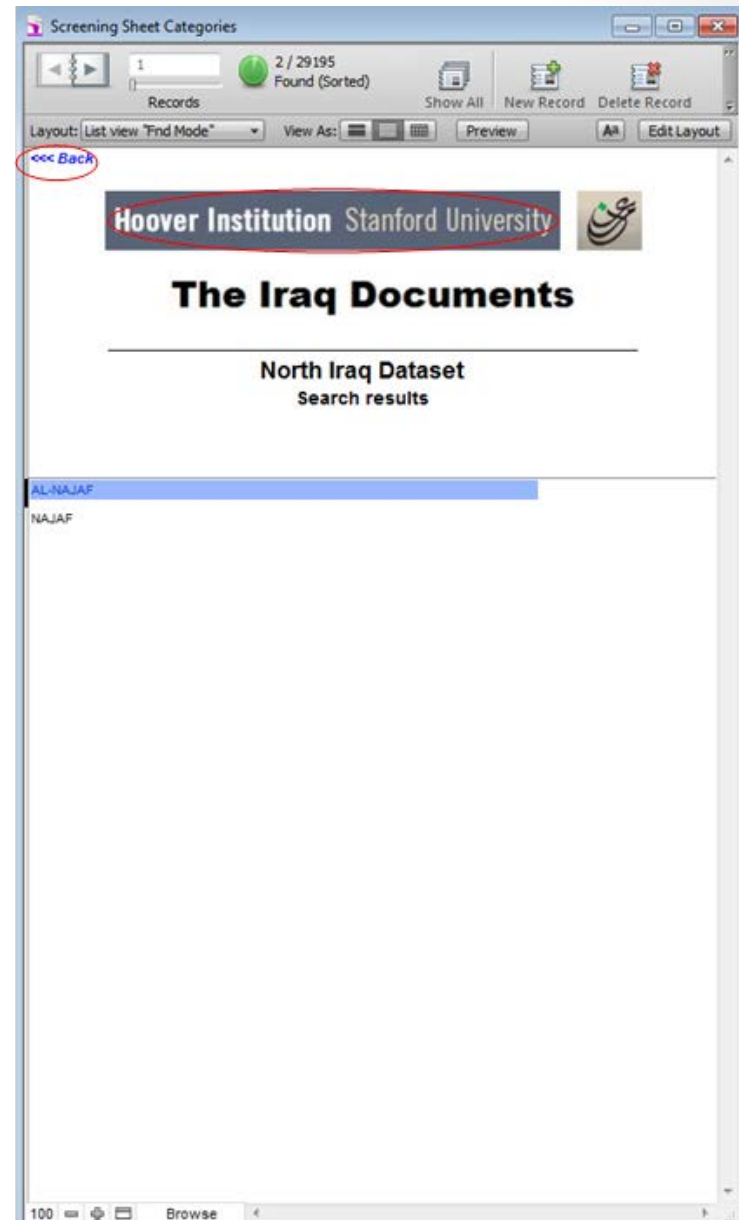 Screening Sheet Categories
1
2 / 29195
Found (Sorted)
Records
Show All
New Record
Delete Record
Layout: List view "Fnd Mode"
View As:
Preview
Aa
Edit Layout
<<< Back
Hoover Institution Stanford University
The Iraq Documents
North Iraq Dataset
Search results
AL-NAJAF
NAJAF
100
Browse